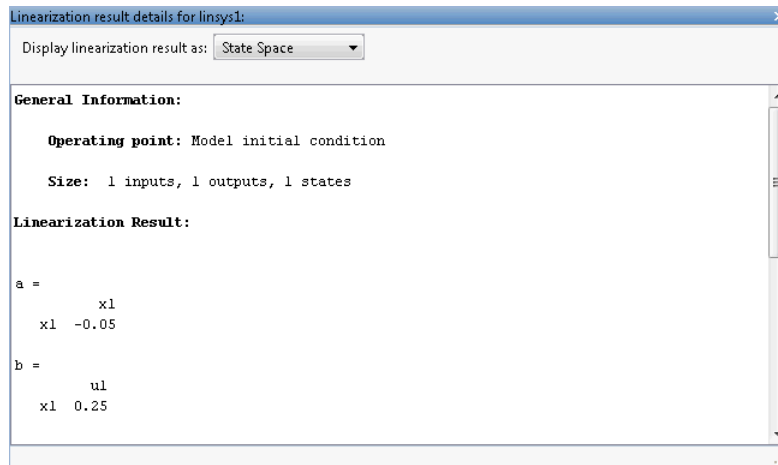 Linearization result details for linsys1:
Display linearization result as: State Space
General Information:
Operating point: Model initial condition
Size: 1 inputs, 1 outputs, 1 states
Linearization Result:
a =
x1
x1 -0.05
b =
u1
x1 0.25